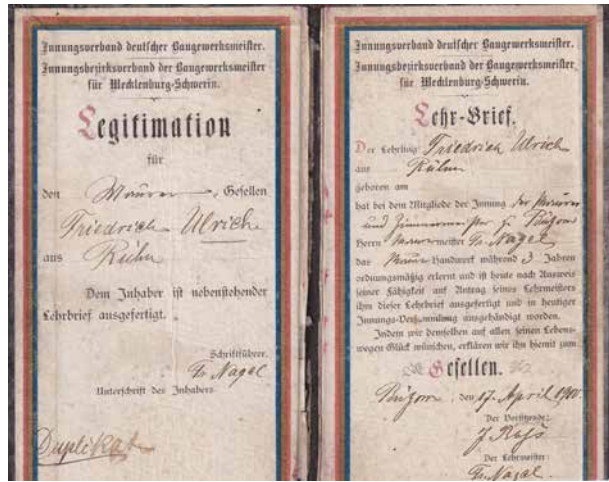 Innungsverband deutscher Baugewerksmeister.
Innungsbezirksverband der Baugewerksmeister
für Mecklenburg-Schwerin.
Legitimation
für
den Maurer Gesellen
Friedrich Ulrich
aus Rühn
Dem Inhaber ist nebenstehender
Lehrbrief ausgefertigt.
Schriftführer.
Fr. Nagel
Unterschrift des Inhabers
Duplikat
Innungsverband deutscher Baugewerksmeister.
Innungsbezirksverband der Baugewerksmeister
für Mecklenburg-Schwerin.
Lehr-Brief.
Der Lehrling Friedrich Ulrich
aus Rühn
geboren am
hat bei dem Mitgliede der Innung der Maurer
und Zimmermeister zu Bützow
Herrn Maurermeister Fr. Nagel
das Maurer Handwerk während 3 Jahren
ordnungsmäßig erlernt und ist heute nach Ausweis
seiner Fähigkeit auf Antrag seines Lehrmeisters
ihm dieser Lehrbrief ausgefertigt und in heutiger
Innungs-Versammlung ausgehändigt worden.
Indem wir demselben auf allen seinen Lebens-
wegen Glück wünschen, erklären wir ihn hiemit zum
Gesellen.
Bützow, den 17. April 1900.
Der Vorsitzende:
Der Lehrmeister:
Fr. Nagel.